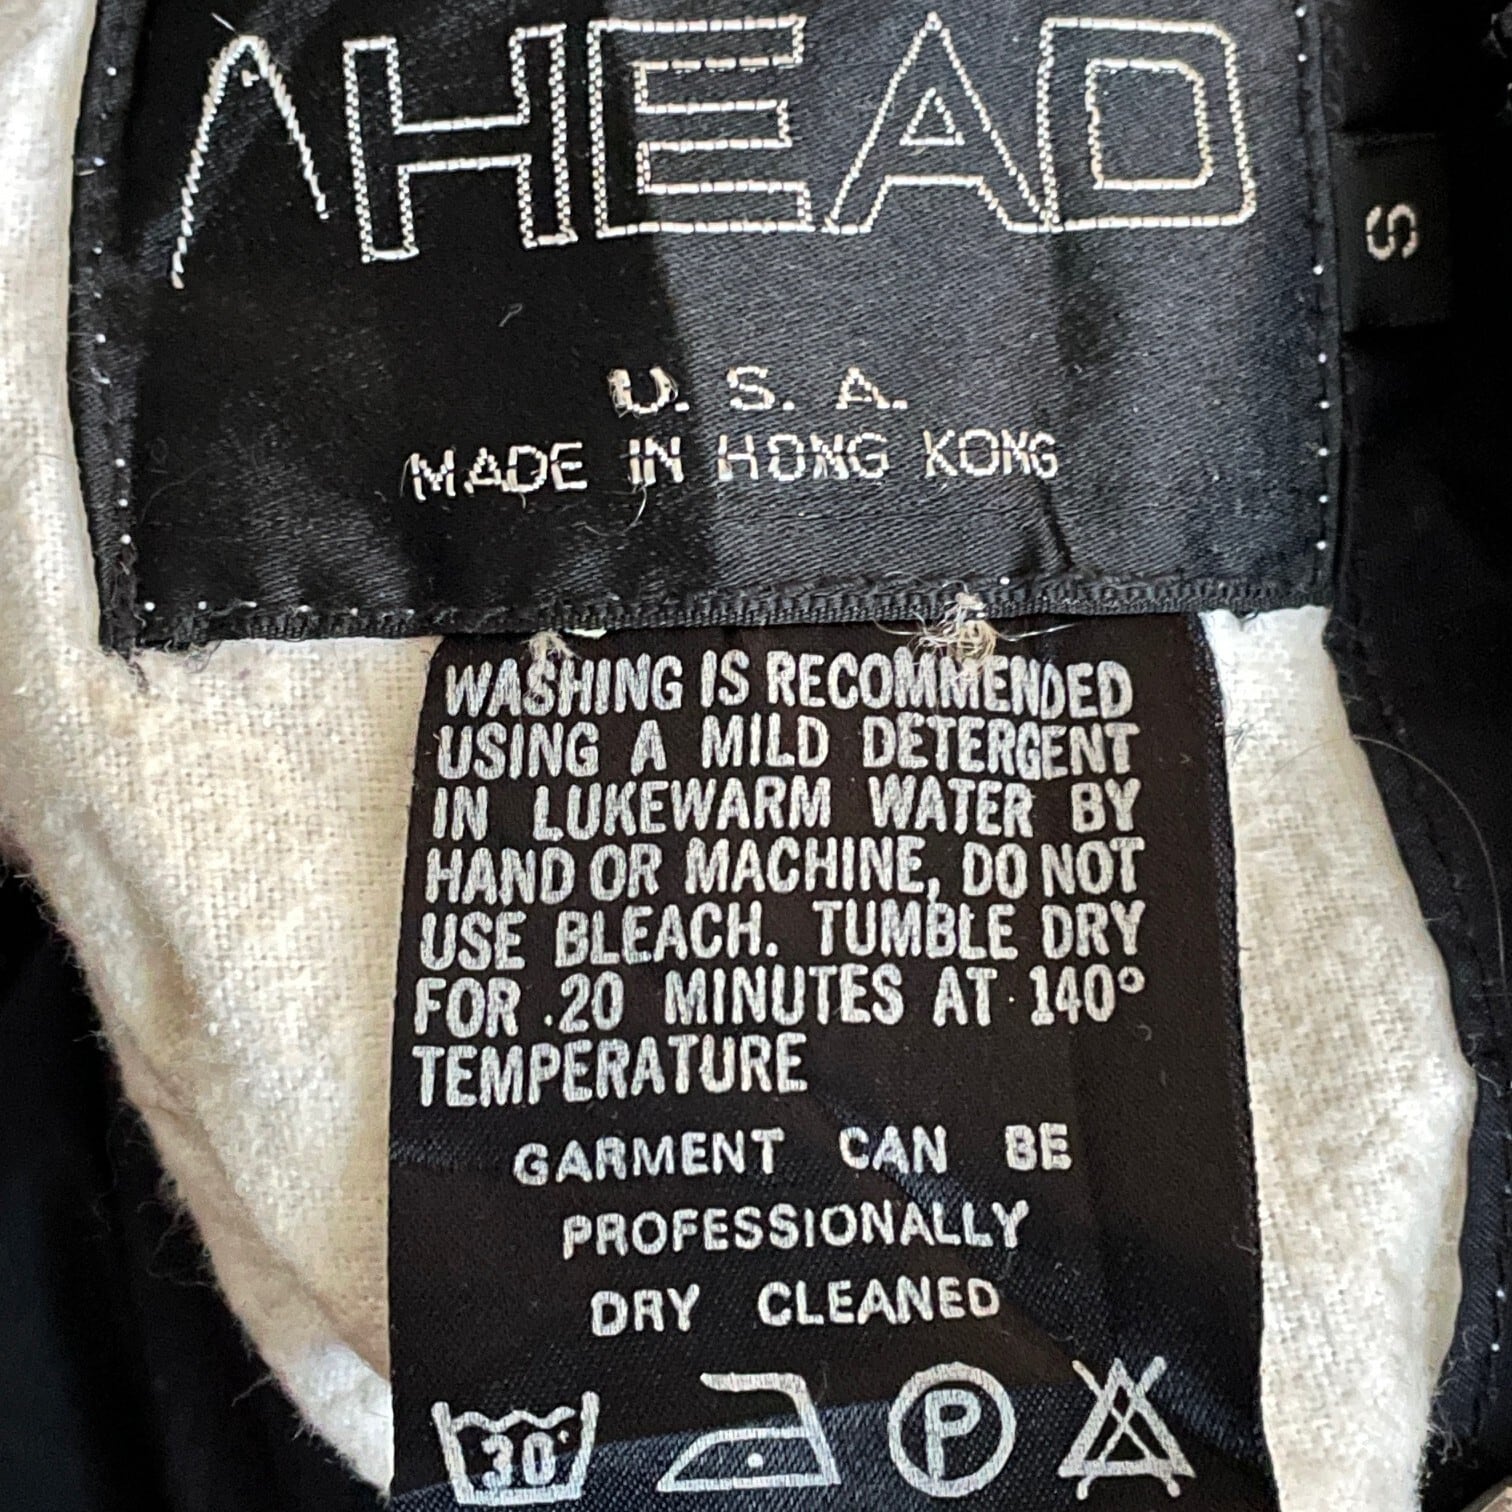 AHEAD
S
U. S. A.
MADE IN HONG KONG
WASHING IS RECOMMENDED
USING A MILD DETERGENT
IN LUKEWARM WATER BY
HAND OR MACHINE, DO NOT
USE BLEACH. TUMBLE DRY
FOR .20 MINUTES AT 140°
TEMPERATURE
GARMENT CAN BE
PROFESSIONALLY
DRY CLEANED
30° P